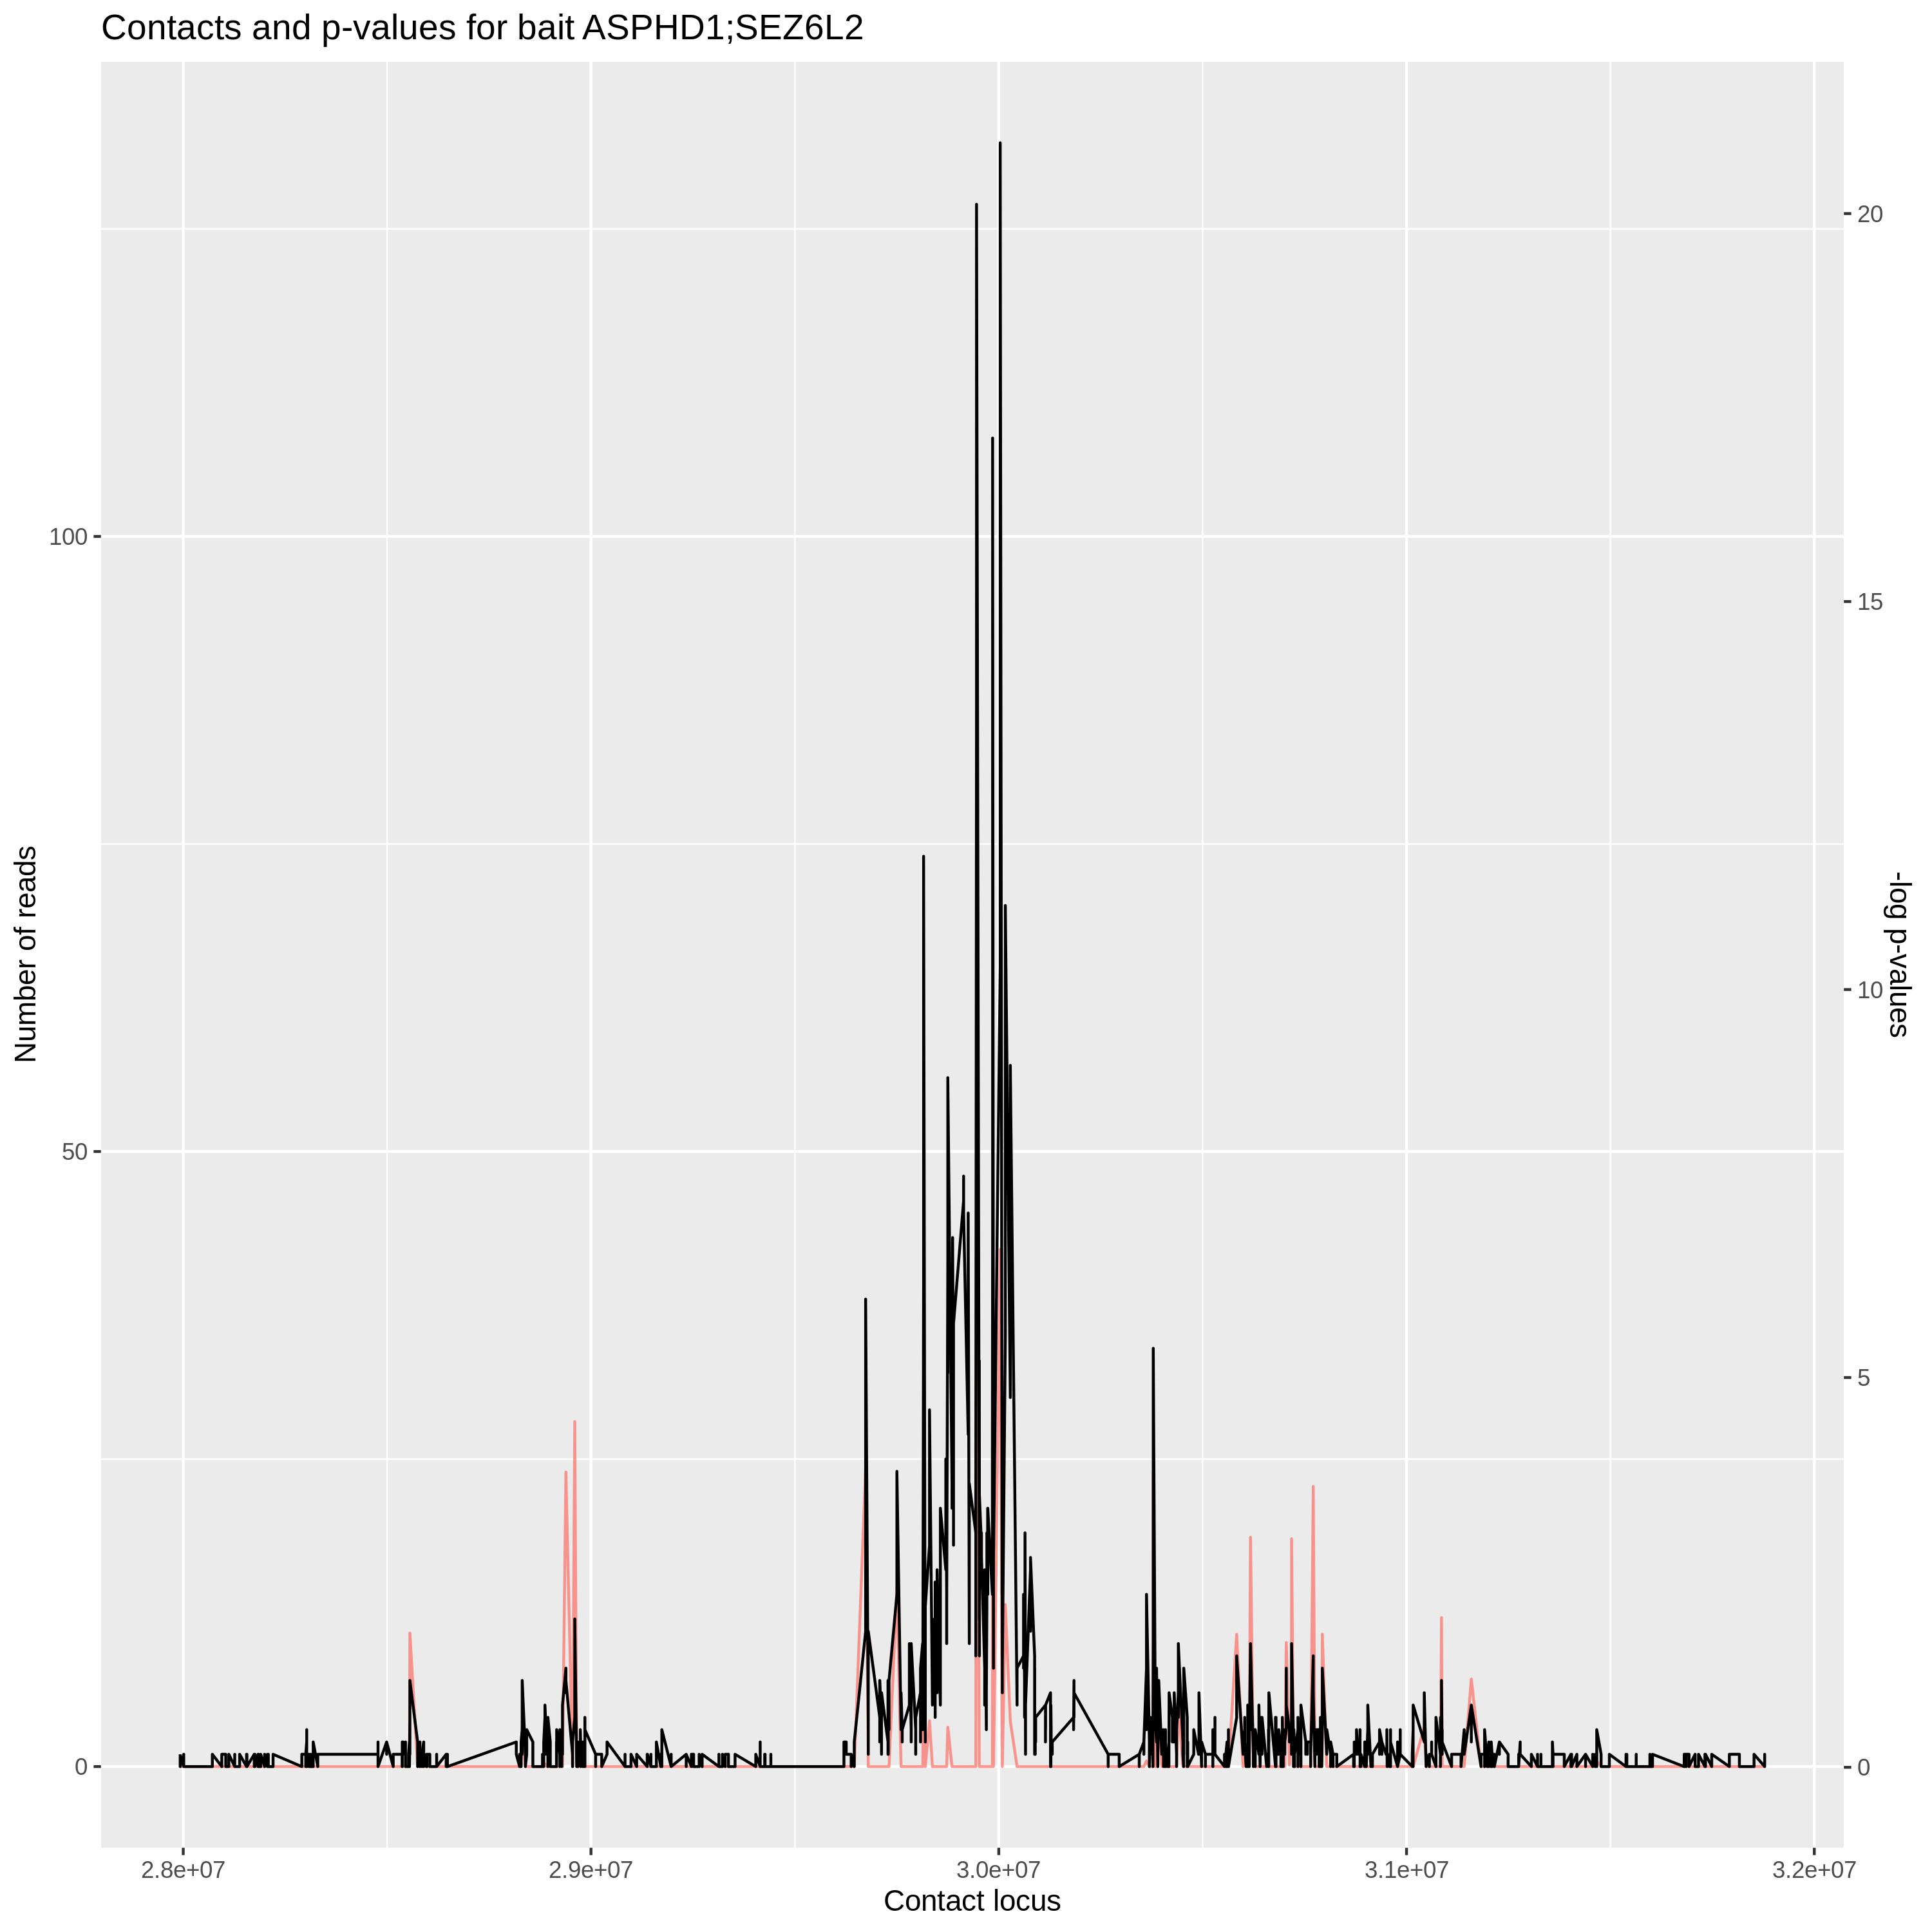 Contacts and p-values for bait ASPHD1;SEZ6L2
Number of reads
100
50
0
20
15
10
5
0
-log p-values
2.8e+07
2.9e+07
3.0e+07
3.1e+07
3.2e+07
Contact locus